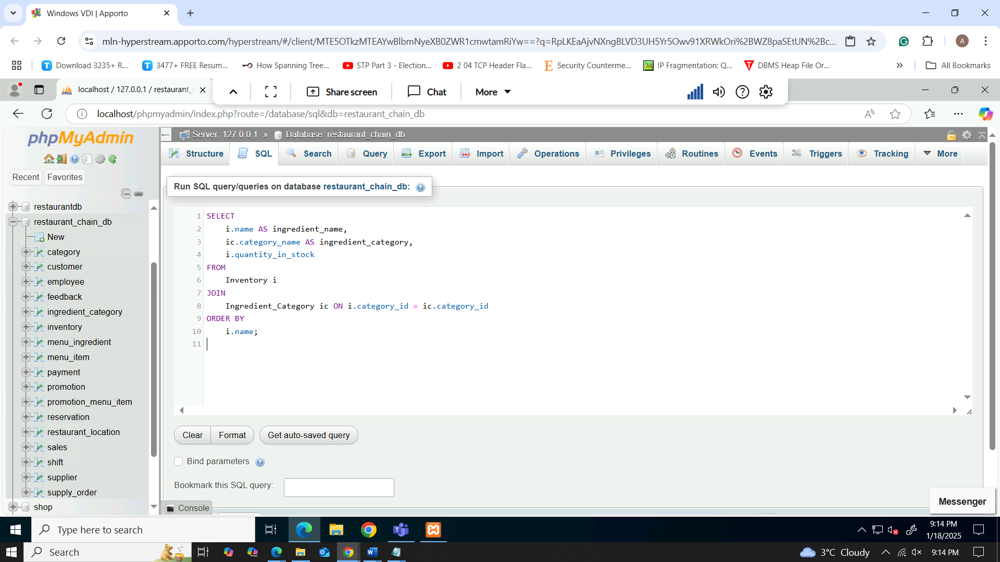 Windows VDI | Apporto
mln-hyperstream.apporto.com/hyperstream/#/client/MTE5OTkzMTEAYwBlbmNyeXB0ZWR1cmwtamRiYw==?q=RpLKEaAjvNXngBLVD3UH5Yr5Owv91XRWkOri%2BWZ8paSEtUN%2Bc...
A
Download 3235+ R...
3477+ FREE Resum...
How Spanning Tree...
STP Part 3 - Election...
2 04 TCP Header Fla...
Security Counterme...
IP Fragmentation: Q...
DBMS Heap File Or...
All Bookmarks
localhost / 127.0.0.1 / restaurant_
Share screen
Chat
More
localhost/phpmyadmin/index.php?route=/database/sql&db=restaurant_chain_db
phpMyAdmin
Recent
Favorites
restaurantdb
restaurant_chain_db
New
category
customer
employee
feedback
ingredient_category
inventory
menu_ingredient
menu_item
payment
promotion
promotion_menu_item
reservation
restaurant_location
sales
shift
supplier
supply_order
shop
Server: 127.0.0.1 » Database: restaurant_chain_db
Structure
SQL
Search
Query
Export
Import
Operations
Privileges
Routines
Events
Triggers
Tracking
More
Run SQL query/queries on database restaurant_chain_db:
1 SELECT
2 i.name AS ingredient_name,
3 ic.category_name AS ingredient_category,
4 i.quantity_in_stock
5 FROM
6 Inventory i
7 JOIN
8 Ingredient_Category ic ON i.category_id = ic.category_id
9 ORDER BY
10 i.name;
11
Clear
Format
Get auto-saved query
Bind parameters
Bookmark this SQL query:
Console
Messenger
Type here to search
9:14 PM
1/18/2025
Search
3°C Cloudy
9:14 PM